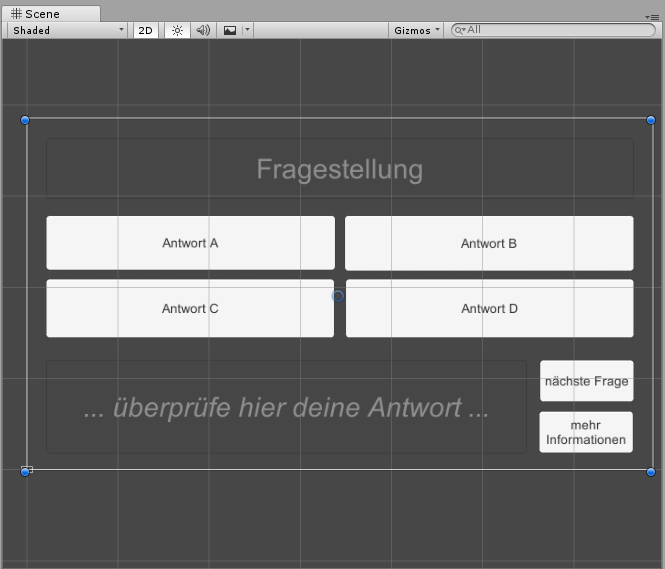 Scene
Shaded 2D Gizmos All
Fragestellung
Antwort A Antwort B
Antwort C Antwort D
... überprüfe hier deine Antwort ...
nächste Frage
mehr
Informationen